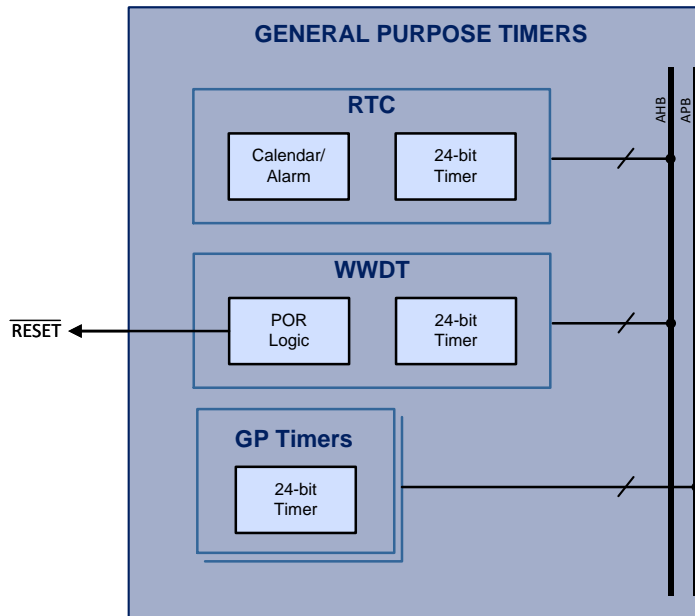 GENERAL PURPOSE TIMERS
AHB
APB
RTC
Calendar/
Alarm
24-bit
Timer
WWDT
RESET
POR
Logic
24-bit
Timer
GP Timers
24-bit
Timer